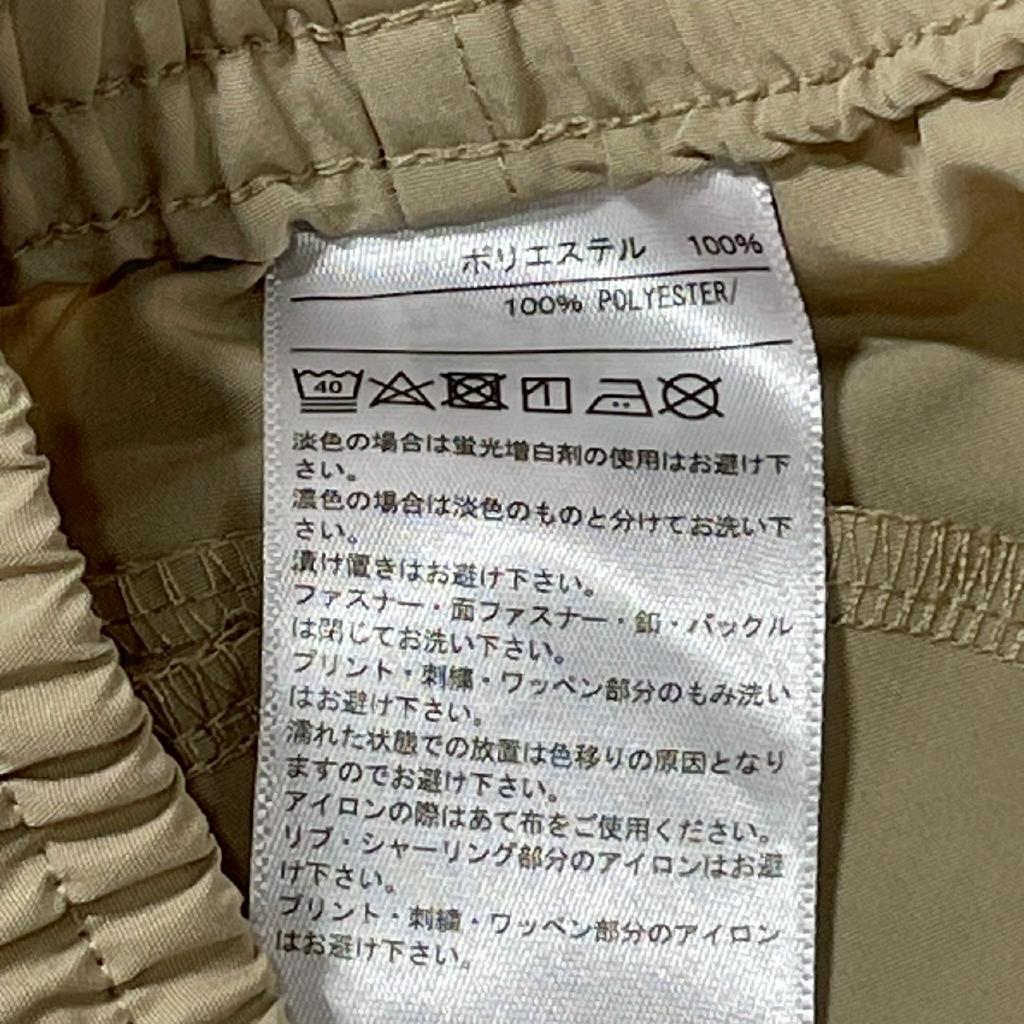 ポリエステル 100%
100% POLYESTER/
40
淡色の場合は蛍光増白剤の使用はお避け下
さい。
濃色の場合は淡色のものと分けてお洗い下
さい。
漬け置きはお避け下さい。
ファスナー・面ファスナー・釦・バックル
は閉じてお洗い下さい。
プリント・刺繍・ワッペン部分のもみ洗い
はお避け下さい。
濡れた状態での放置は色移りの原因となり
ますのでお避け下さい。
アイロンの際はあて布をご使用ください。
リブ・シャーリング部分のアイロンはお避
け下さい。
プリント・刺繍・ワッペン部分のアイロン
はお避け下さい。